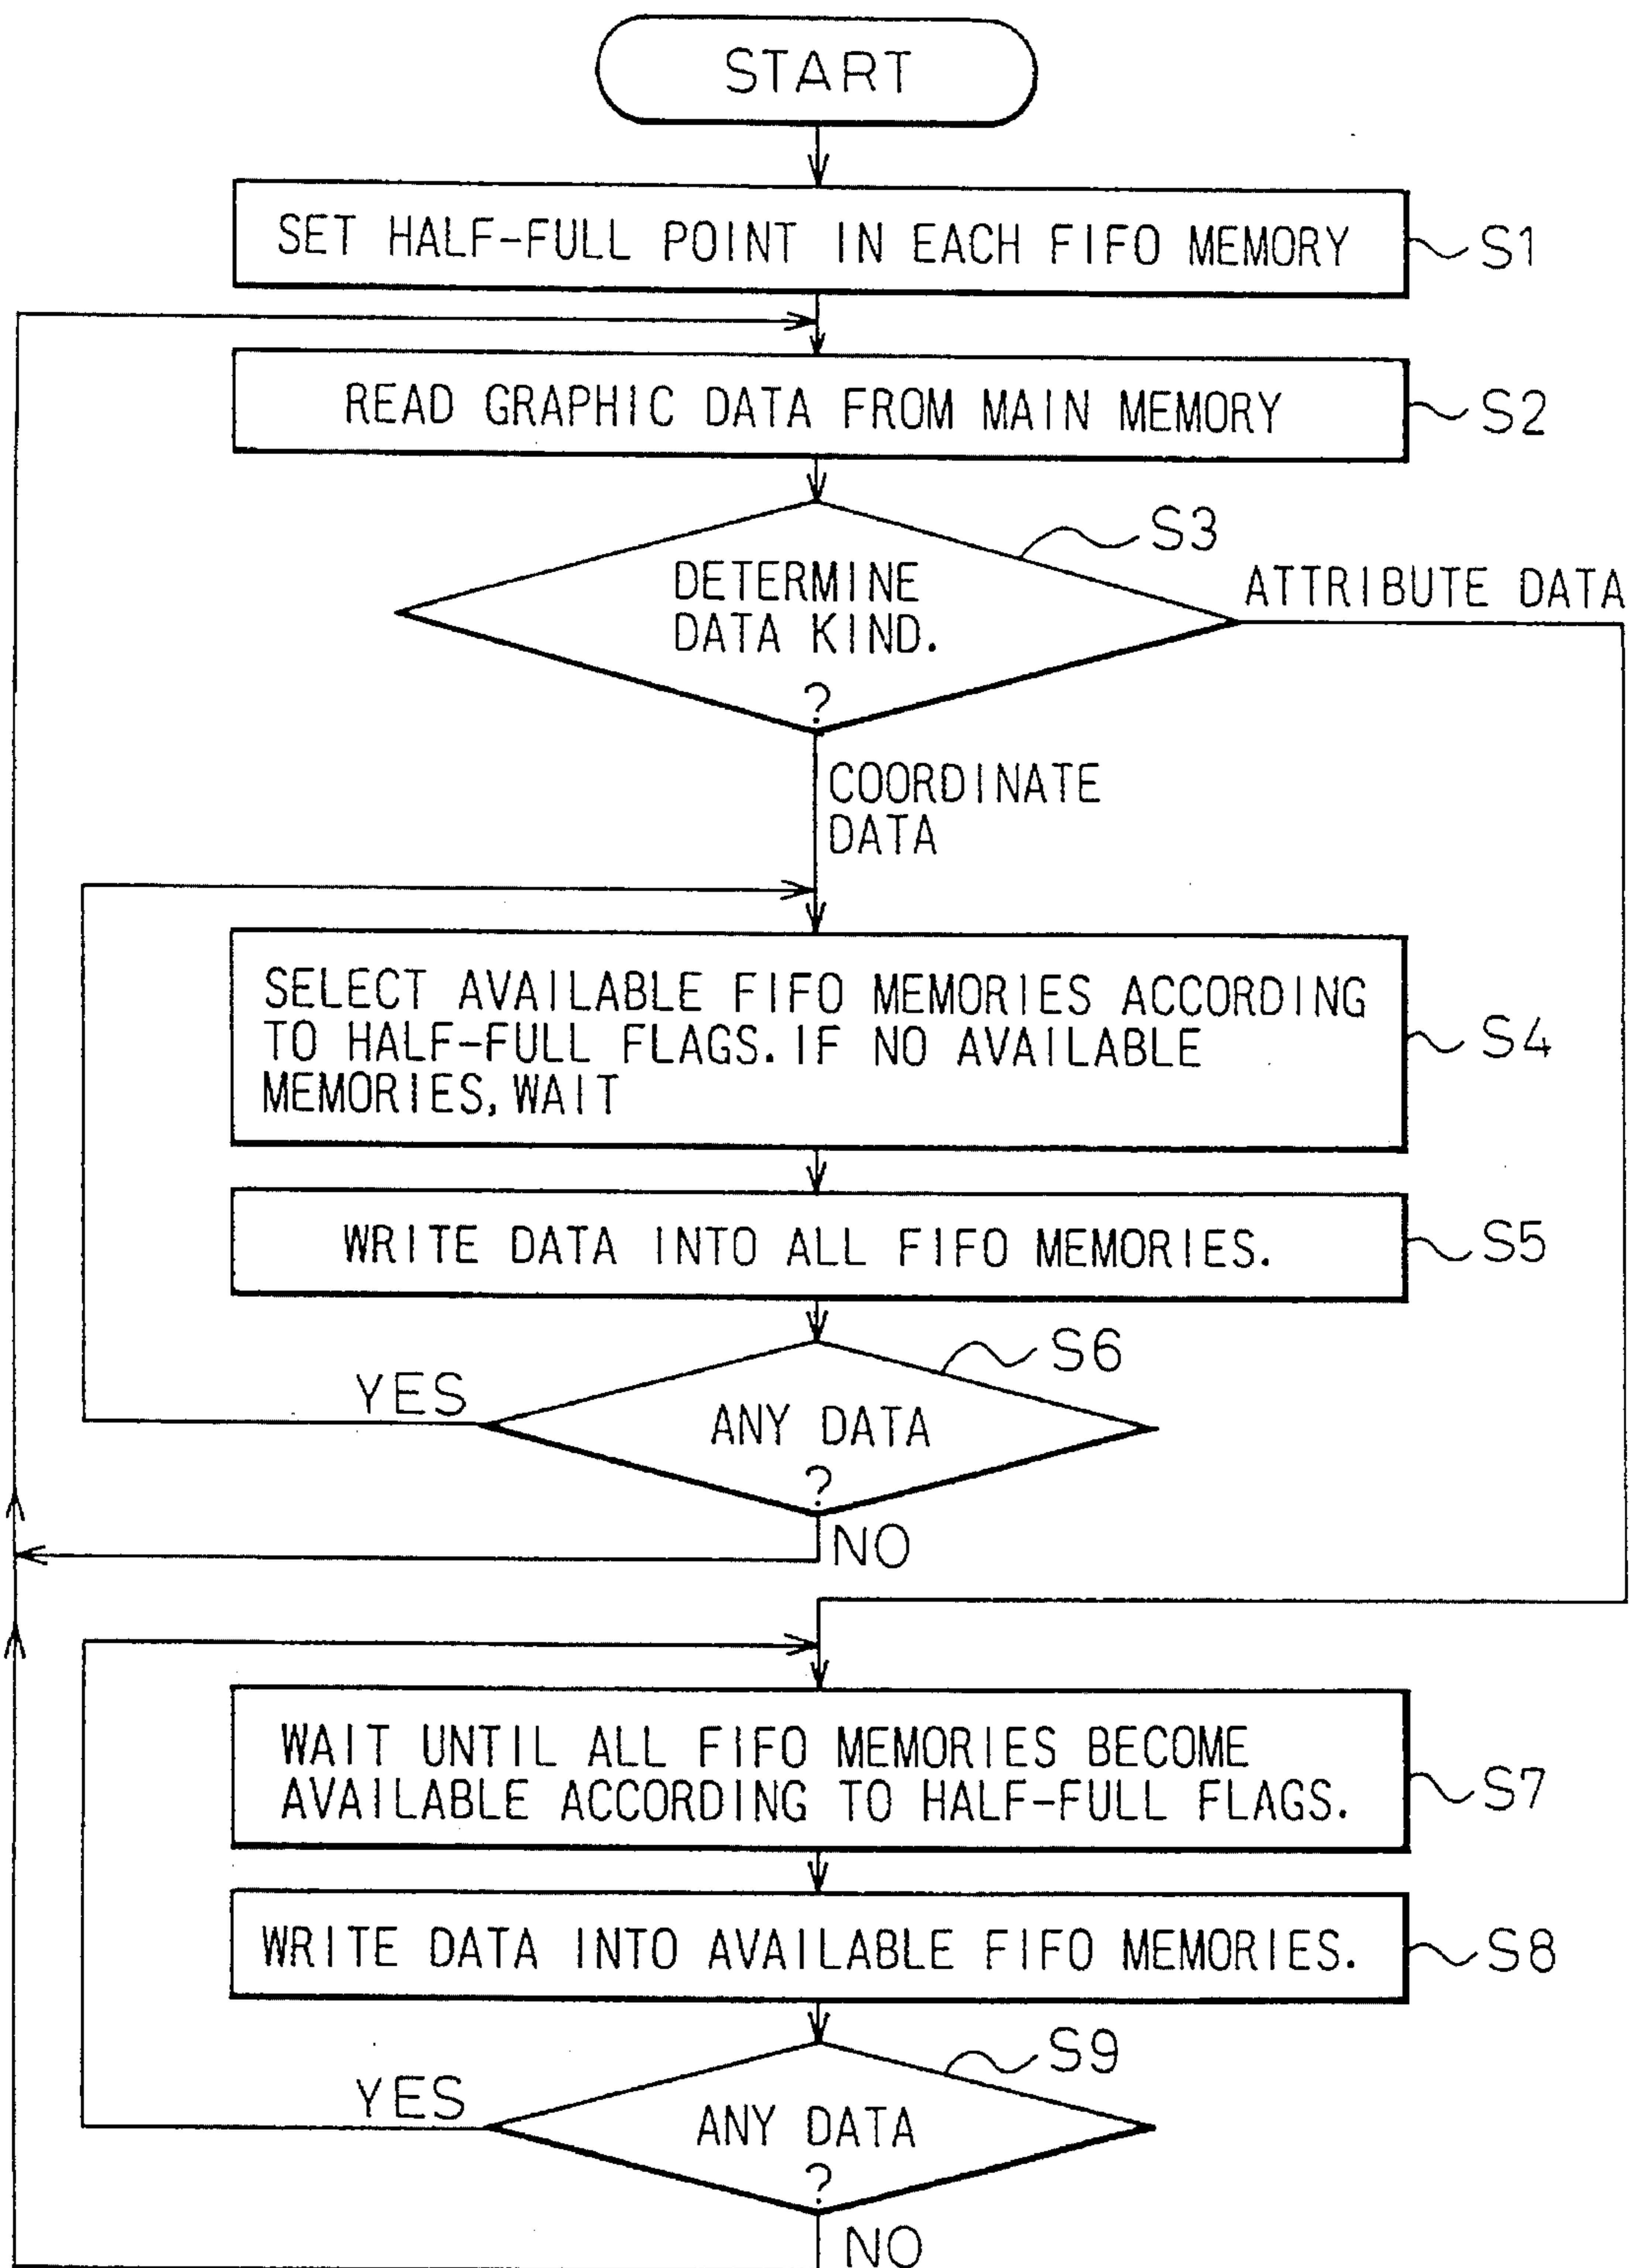 START
SET HALF-FULL POINT IN EACH FIFO MEMORY
S1
READ GRAPHIC DATA FROM MAIN MEMORY
S2
S3
DETERMINE
DATA KIND.
?
ATTRIBUTE DATA
COORDINATE
DATA
SELECT AVAILABLE FIFO MEMORIES ACCORDING
TO HALF-FULL FLAGS. IF NO AVAILABLE
MEMORIES, WAIT
S4
WRITE DATA INTO ALL FIFO MEMORIES.
S5
S6
YES
ANY DATA
?
NO
WAIT UNTIL ALL FIFO MEMORIES BECOME
AVAILABLE ACCORDING TO HALF-FULL FLAGS.
S7
WRITE DATA INTO AVAILABLE FIFO MEMORIES.
S8
S9
YES
ANY DATA
?
NO